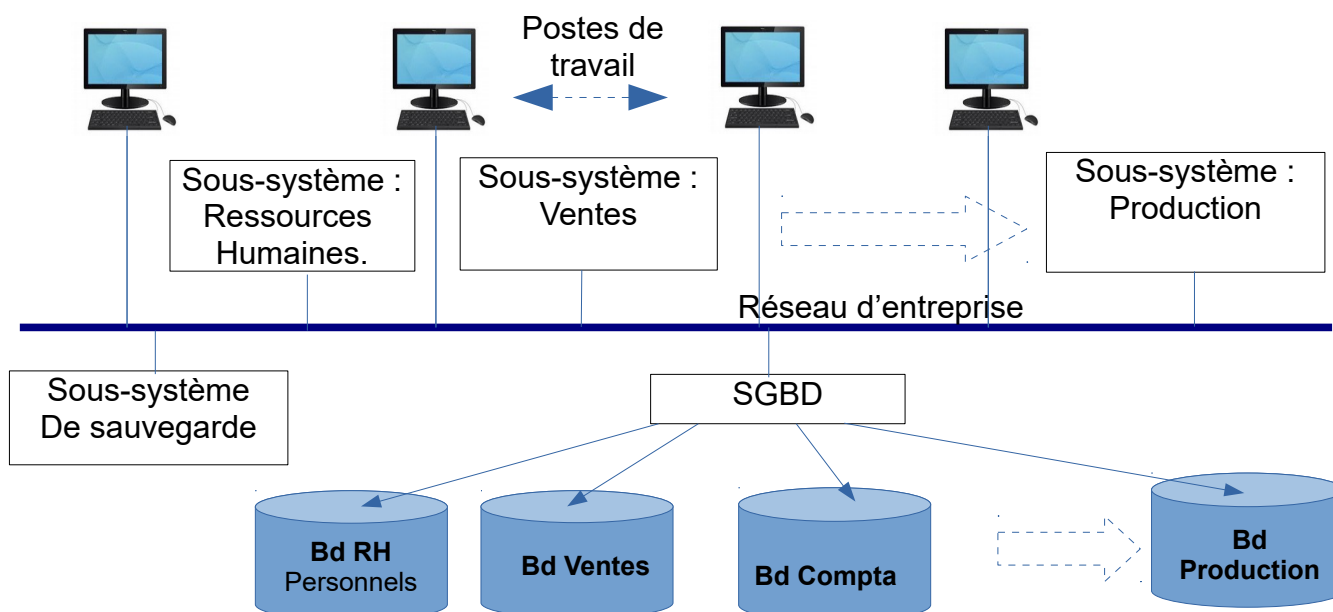 Postes de
travail
Sous-système :
Ressources
Humaines.
Sous-système :
Ventes
Sous-système :
Production
Réseau d’entreprise
Sous-système
De sauvegarde
SGBD
Bd RH
Personnels
Bd Ventes
Bd Compta
Bd
Production